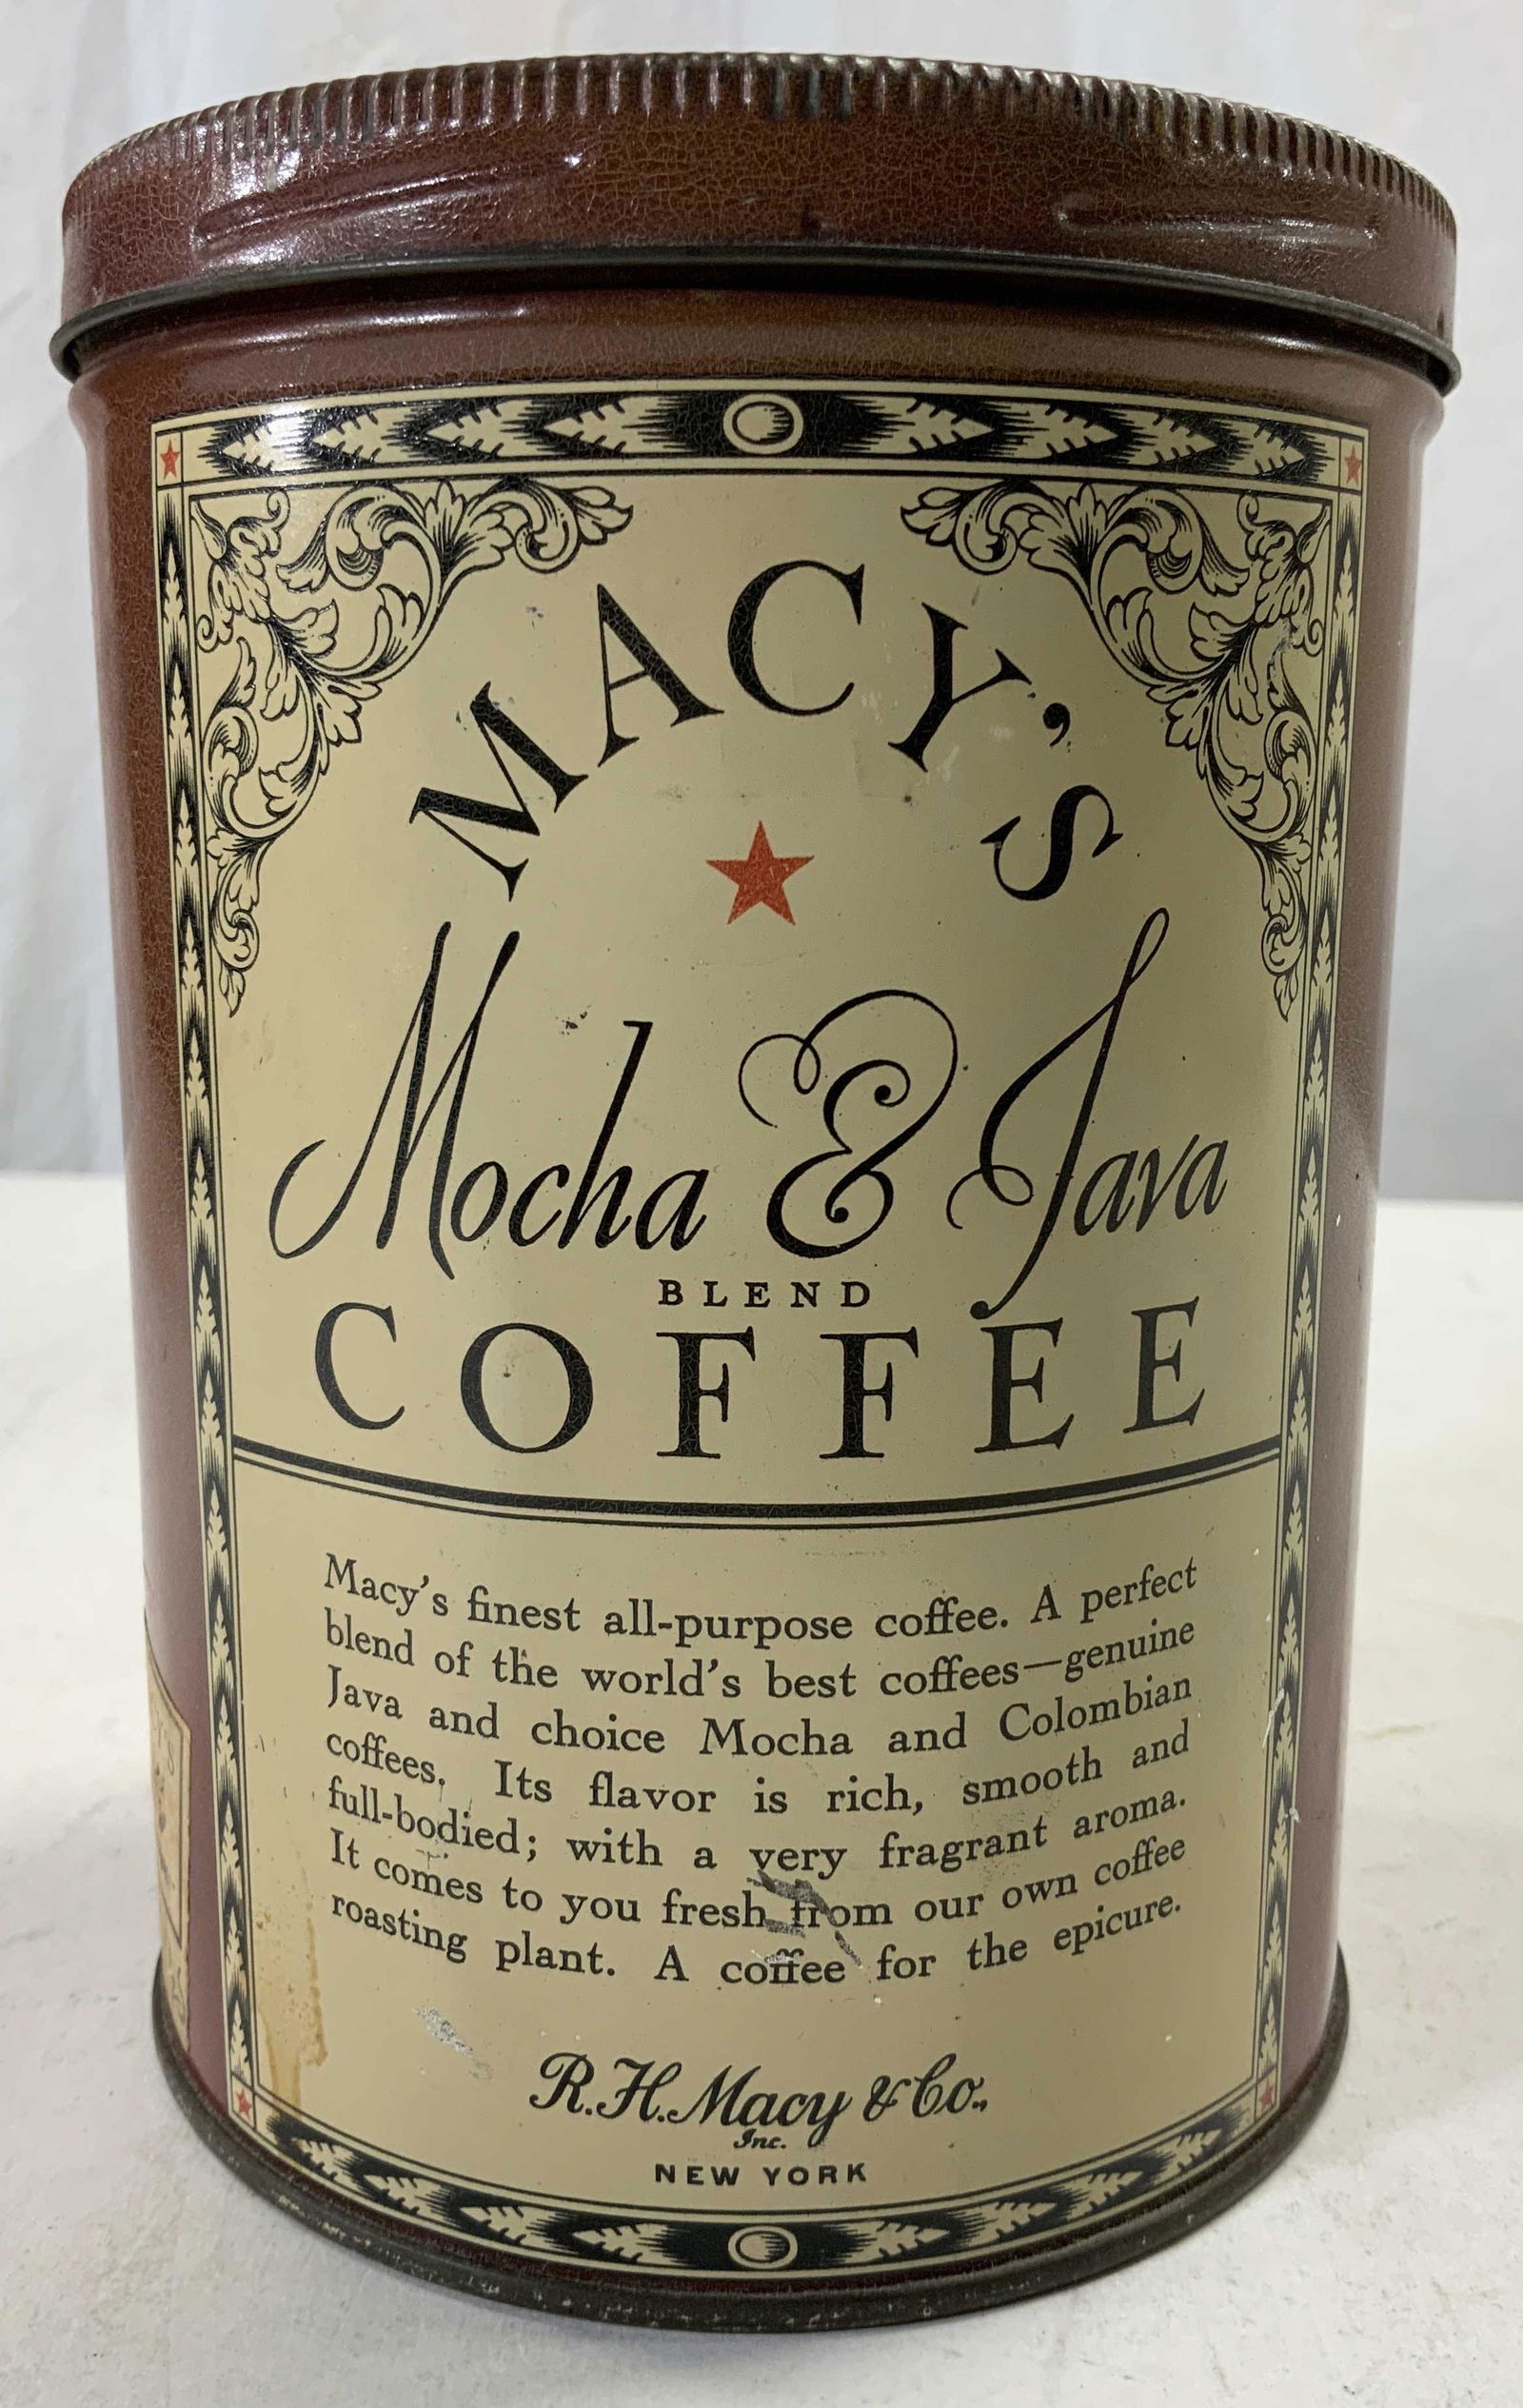 MACY'S
Mocha & Java
BLEND
COFFEE
Macy's finest all-purpose coffee. A perfect
blend of the world's best coffees—genuine
Java and choice Mocha and Colombian
coffees. Its flavor is rich, smooth and
full-bodied; with a very fragrant aroma.
It comes to you fresh from our own coffee
roasting plant. A coffee for the epicure.
R.H. Macy & Co.,
Inc.
NEW YORK